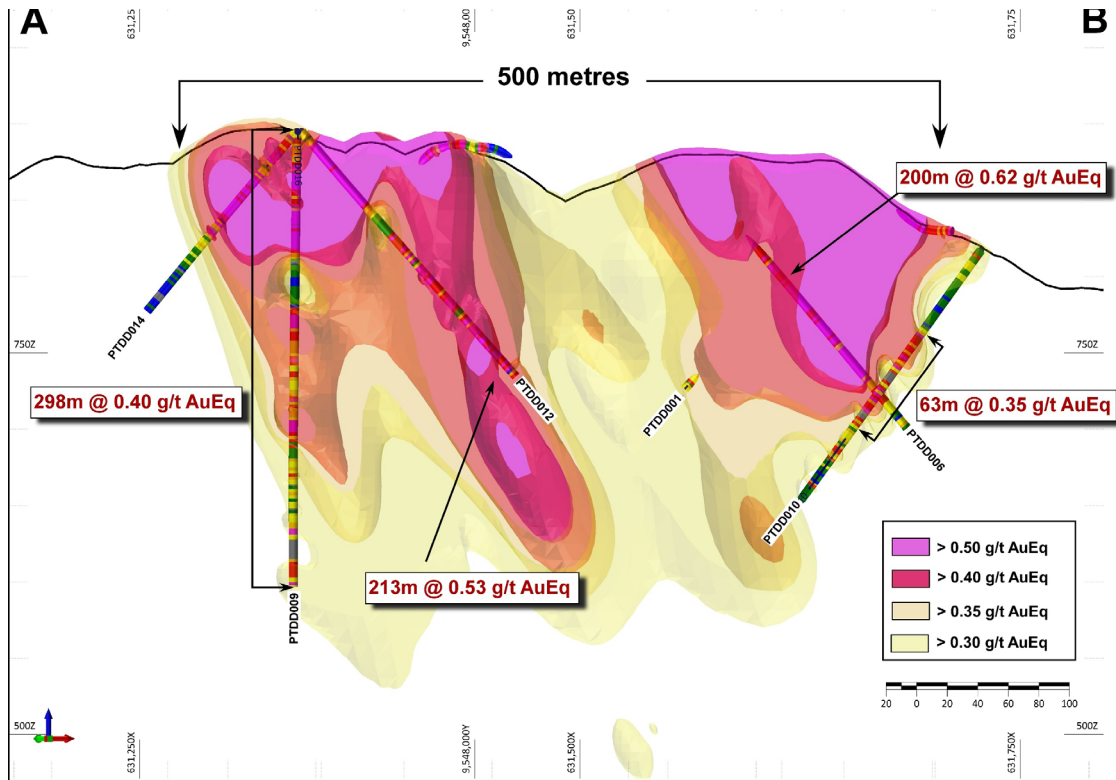 A
B
631,25
9,548,00
631,50
631,75
500 metres
200m @ 0.62 g/t AuEq
PTDD016
PTDD014
750Z
750Z
298m @ 0.40 g/t AuEq
PTDD012
PTDD001
63m @ 0.35 g/t AuEq
PTDD006
PTDD010
213m @ 0.53 g/t AuEq
PTDD009
> 0.50 g/t AuEq
> 0.40 g/t AuEq
> 0.35 g/t AuEq
> 0.30 g/t AuEq
20 0 20 40 60 80 100
500Z
500Z
631,250X
9,548,000Y
631,500X
631,750X